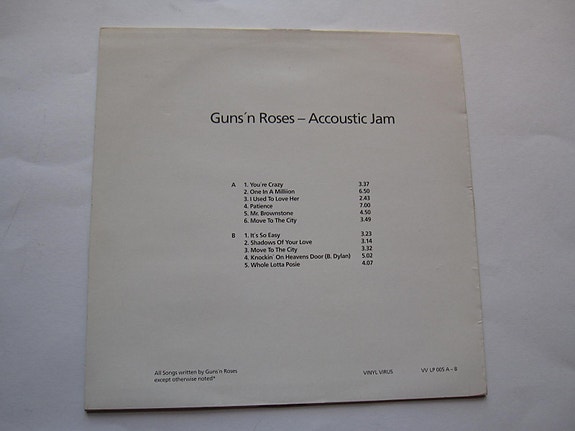 Guns´n Roses – Accoustic Jam
A 1. You're Crazy 3.37
2. One In A Milliion 6.50
3. I Used To Love Her 2.43
4. Patience 7.00
5. Mr. Brownstone 4.50
6. Move To The City 3.49
B 1. It's So Easy 3.23
2. Shadows Of Your Love 3.14
3. Move To The City 3.32
4. Knockin´ On Heavens Door (B. Dylan) 5.02
5. Whole Lotta Posie 4.07
All Songs written by Guns´n Roses VINYL VIRUS VV LP 005 A – B
except otherwise noted*